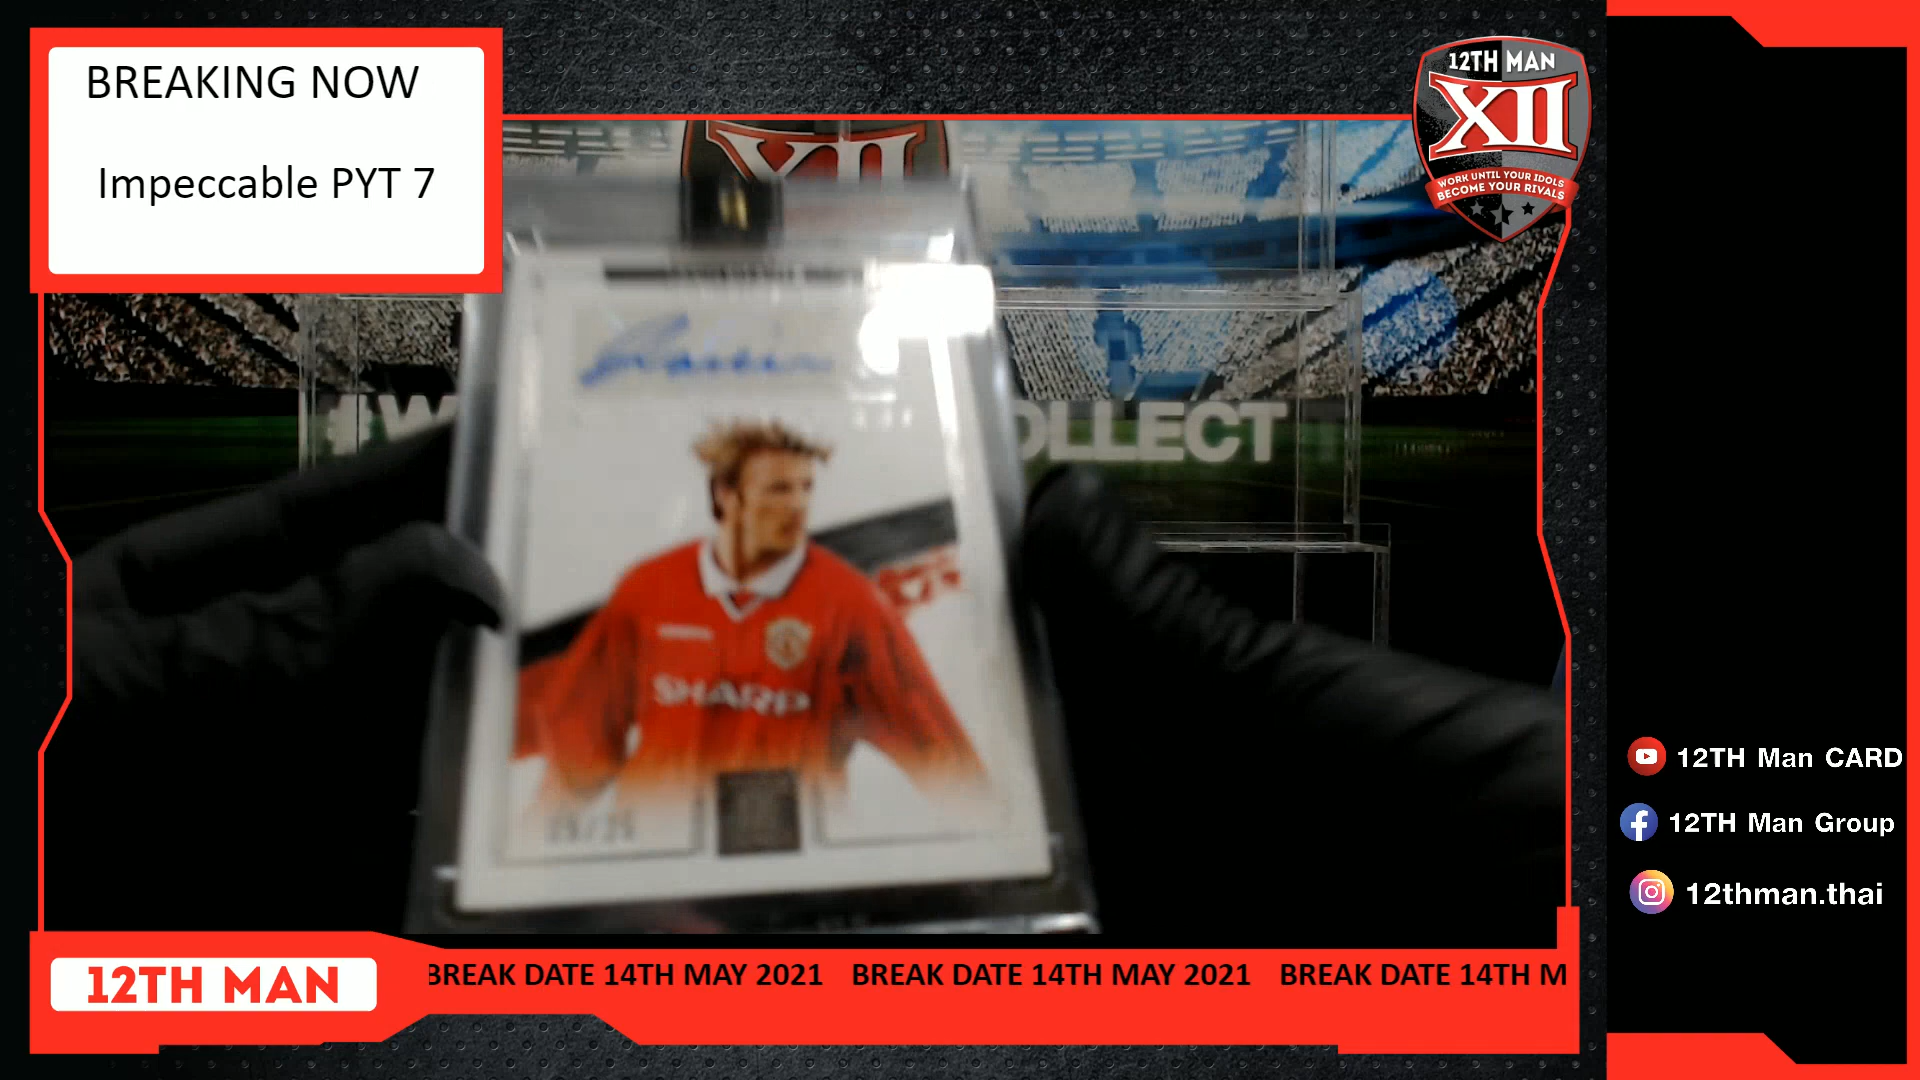 BREAKING NOW
Impeccable PYT 7
12TH MAN
XII
WORK UNTIL YOUR IDOLS
BECOME YOUR RIVALS
XII
#W
OLLECT
SHARP
12TH Man CARD
12TH Man Group
12thman.thai
12TH MAN
BREAK DATE 14TH MAY 2021 BREAK DATE 14TH MAY 2021 BREAK DATE 14TH M